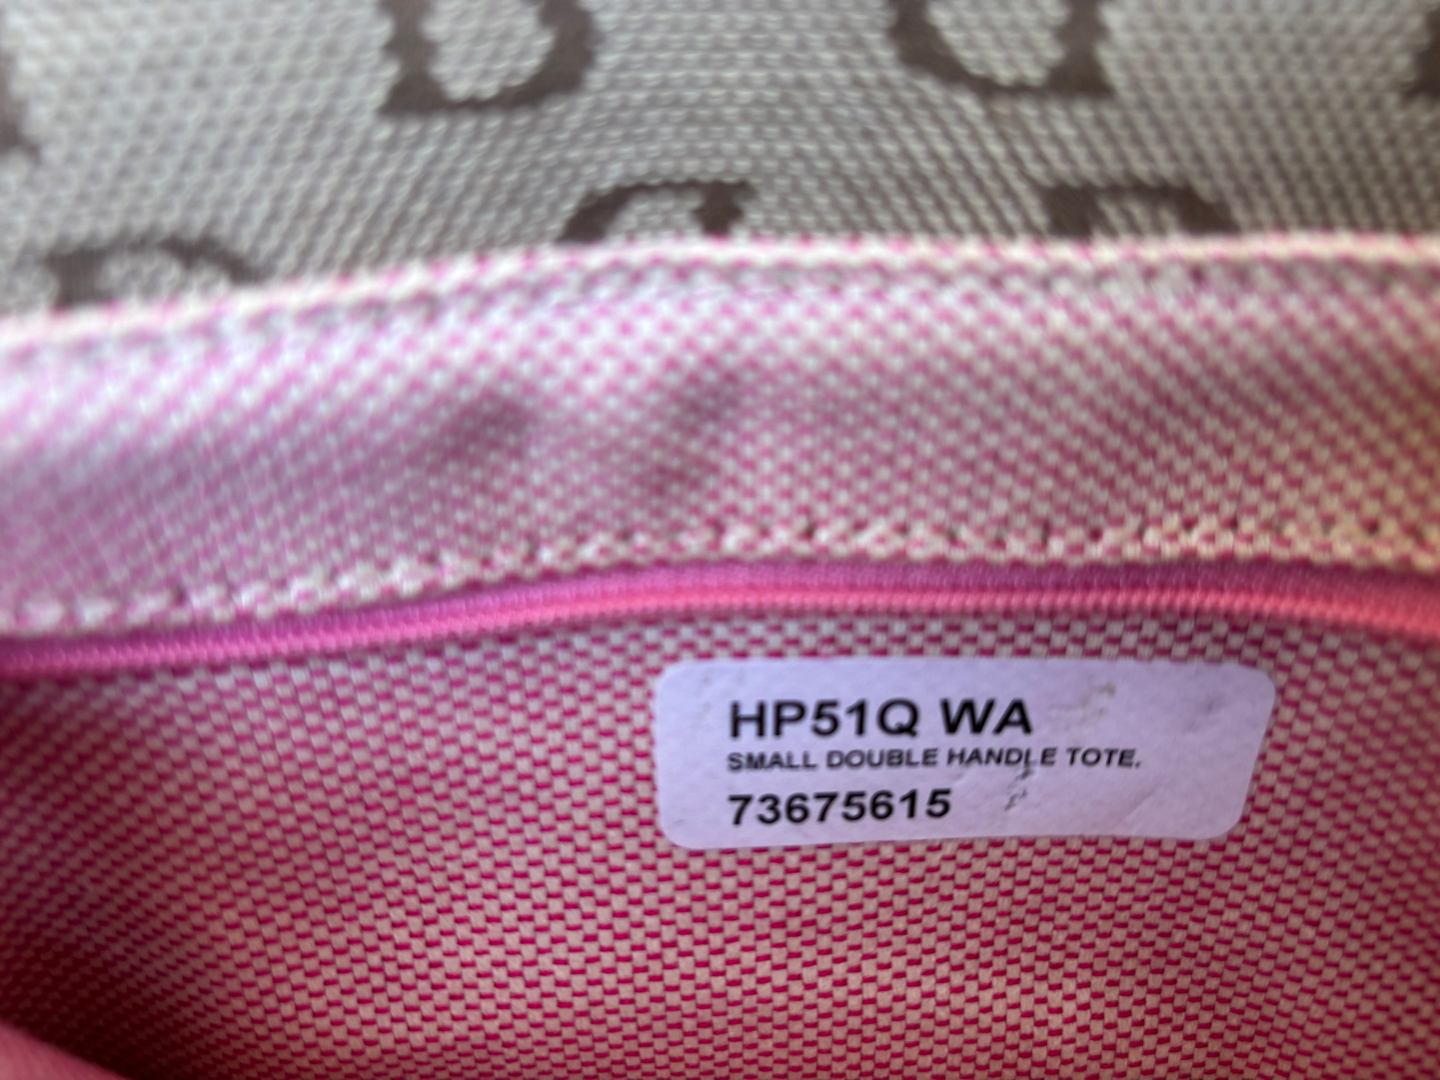 HP51Q WA
SMALL DOUBLE HANDLE TOTE.
73675615